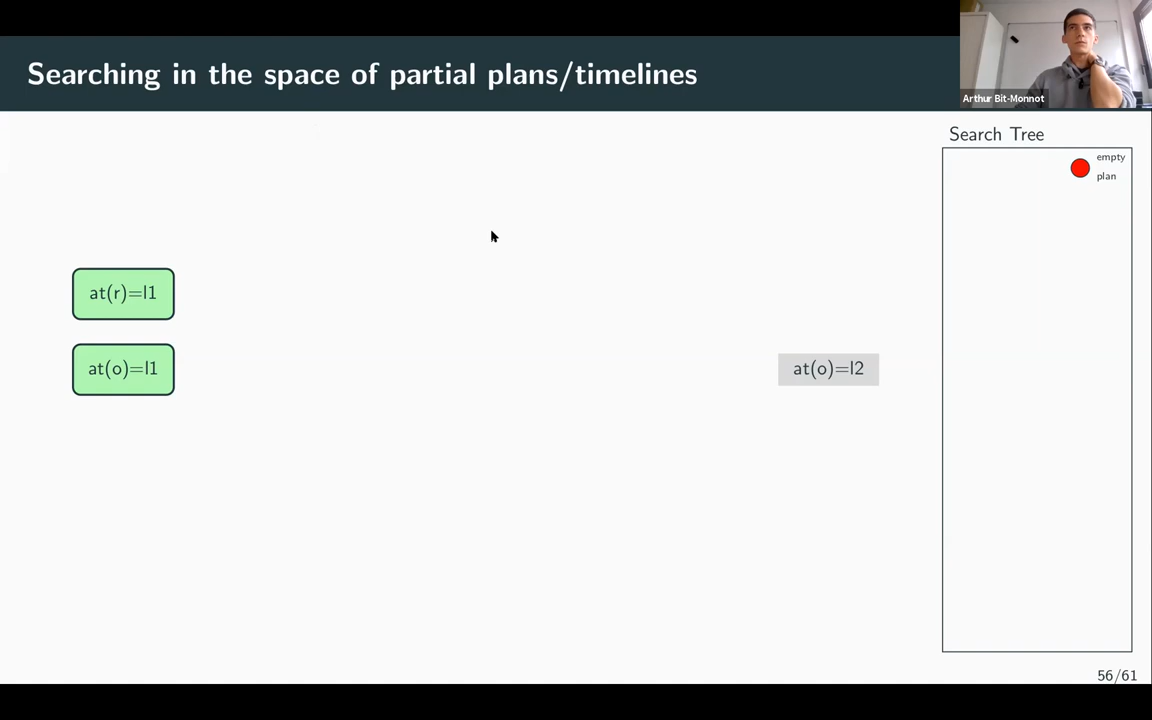 Searching in the space of partial plans/timelines
Arthur Bit-Monnot
Search Tree
empty
plan
at(r)=l1
at(o)=l1
at(o)=l2
56/61